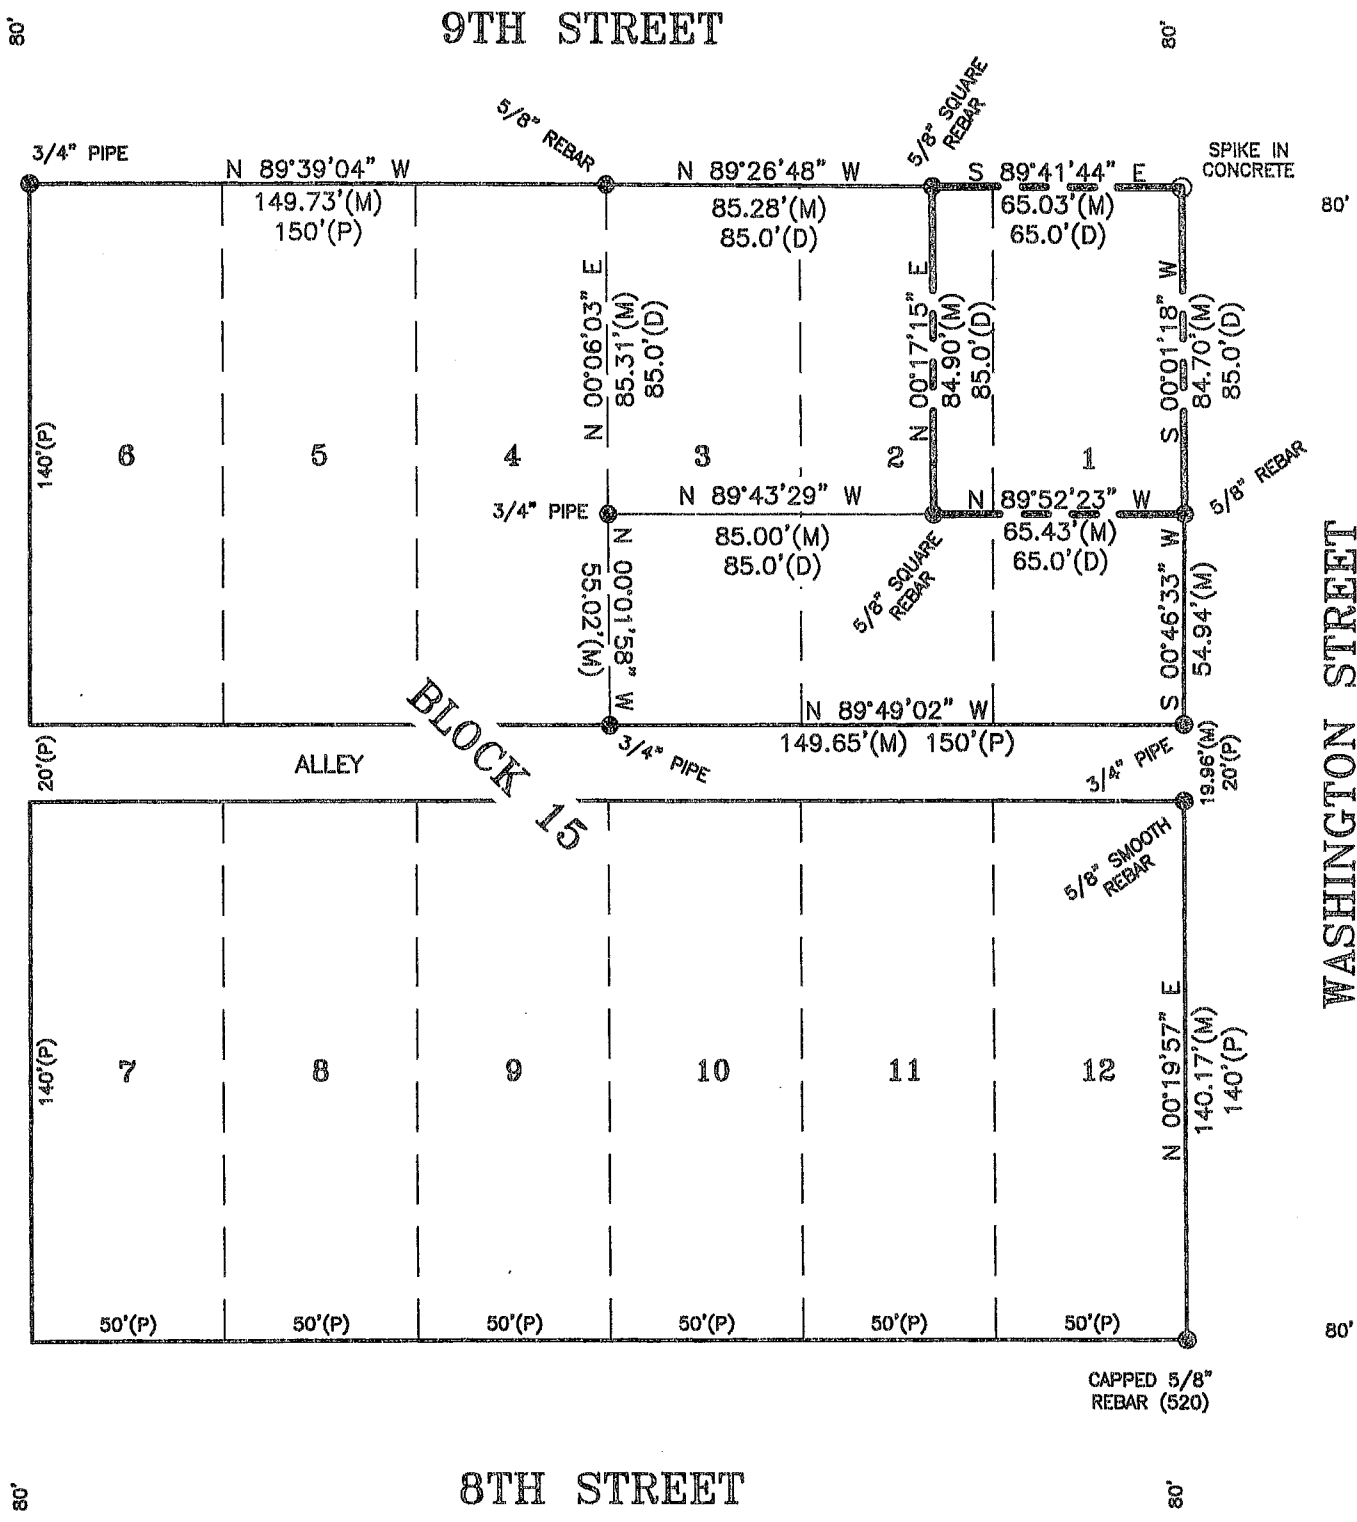 80'
9TH STREET
80'
3/4" PIPE
5/8" REBAR
5/8" SQUARE
REBAR
SPIKE IN
CONCRETE
80'
N 89°39'04" W
149.73'(M)
150'(P)
N 89°26'48" W
85.28'(M)
85.0'(D)
S 89°41'44" E
65.03'(M)
65.0'(D)
N 00°06'03" E
85.31'(M)
85.0'(D)
N 00°17'15" E
84.90'(M)
85.0'(D)
S 00°01'18" W
84.70'(M)
85.0'(D)
140'(P)
6
5
4
3
2
1
3/4" PIPE
N 89°43'29" W
85.00'(M)
85.0'(D)
N 89°52'23" W
65.43'(M)
65.0'(D)
5/8" REBAR
5/8" SQUARE
REBAR
N 00°01'58" W
55.02'(M)
S 00°46'33" W
54.94'(M)
WASHINGTON STREET
N 89°49'02" W
149.65'(M) 150'(P)
3/4" PIPE
3/4" PIPE
20'(P)
ALLEY
BLOCK 15
19.96'(M)
20'(P)
5/8" SMOOTH
REBAR
140'(P)
7
8
9
10
11
12
N 00°19'57" E
140.17'(M)
140'(P)
50'(P)
50'(P)
50'(P)
50'(P)
50'(P)
50'(P)
80'
CAPPED 5/8"
REBAR (520)
80'
8TH STREET
80'